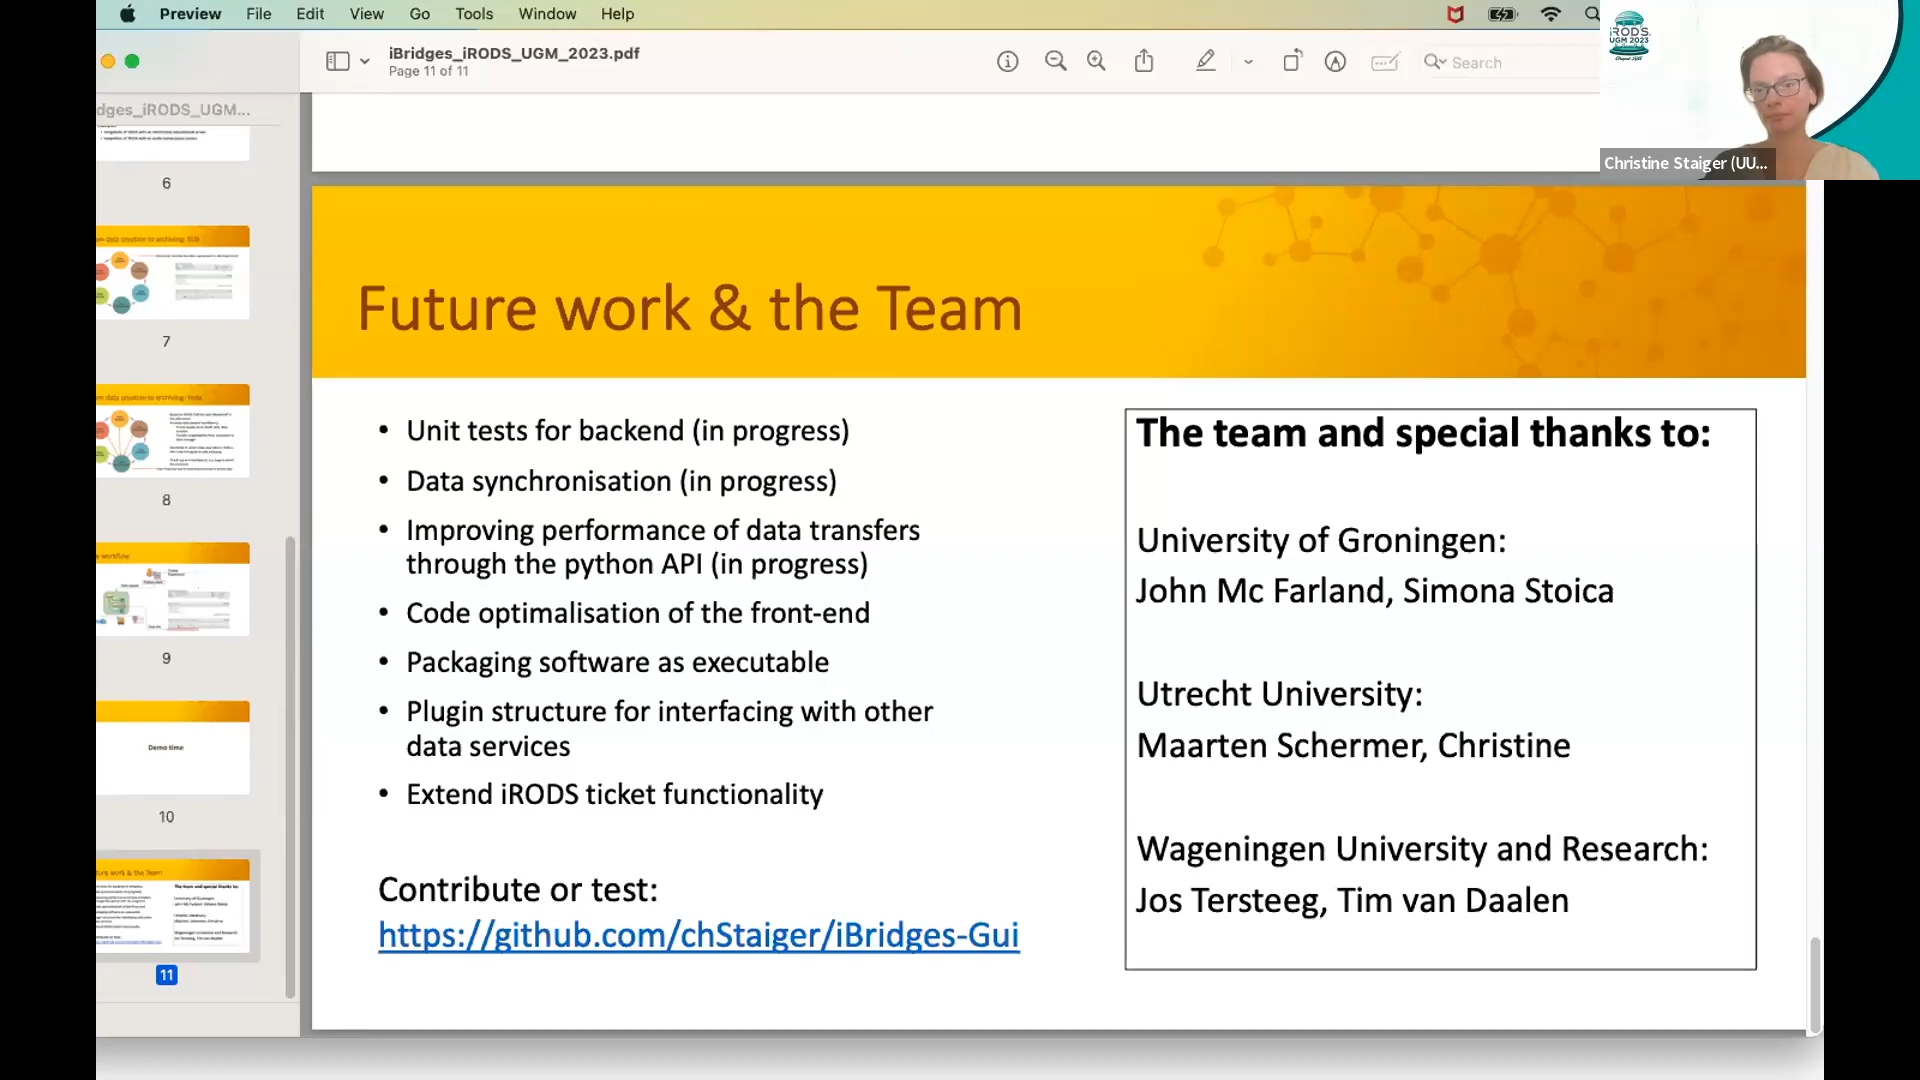 Preview File Edit View Go Tools Window Help
iBridges_iRODS_UGM_2023.pdf
Page 11 of 11
Search
iRODS
UGM 2023
Christine Staiger (UU...
dges_iRODS_UGM...
6
7
8
9
Demo time
10
11
Future work & the Team
• Unit tests for backend (in progress)
• Data synchronisation (in progress)
• Improving performance of data transfers
through the python API (in progress)
• Code optimalisation of the front-end
• Packaging software as executable
• Plugin structure for interfacing with other
data services
• Extend iRODS ticket functionality
Contribute or test:
https://github.com/chStaiger/iBridges-Gui
The team and special thanks to:
University of Groningen:
John Mc Farland, Simona Stoica
Utrecht University:
Maarten Schermer, Christine
Wageningen University and Research:
Jos Tersteeg, Tim van Daalen